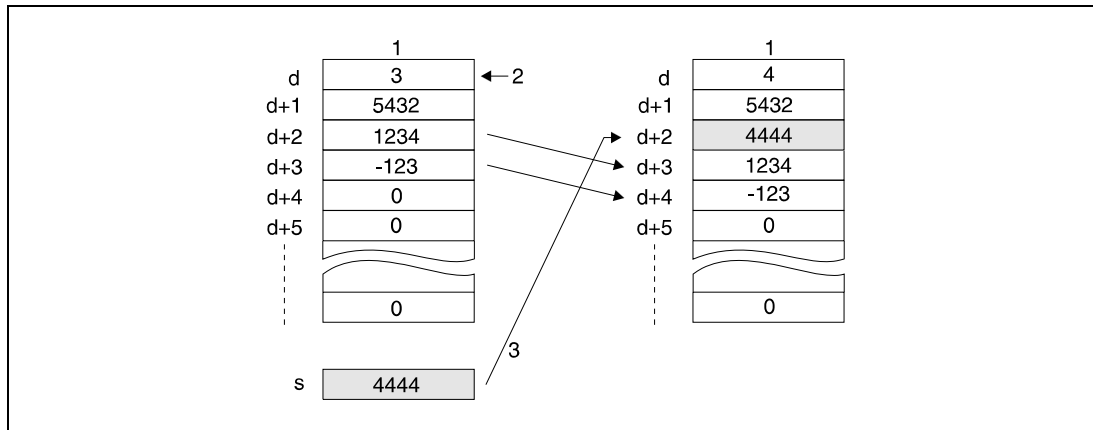 1 1
d 3 2 d 4
d+1 5432 d+1 5432
d+2 1234 d+2 4444
d+3 -123 d+3 1234
d+4 0 d+4 -123
d+5 0 d+5 0
0 0
3
s 4444